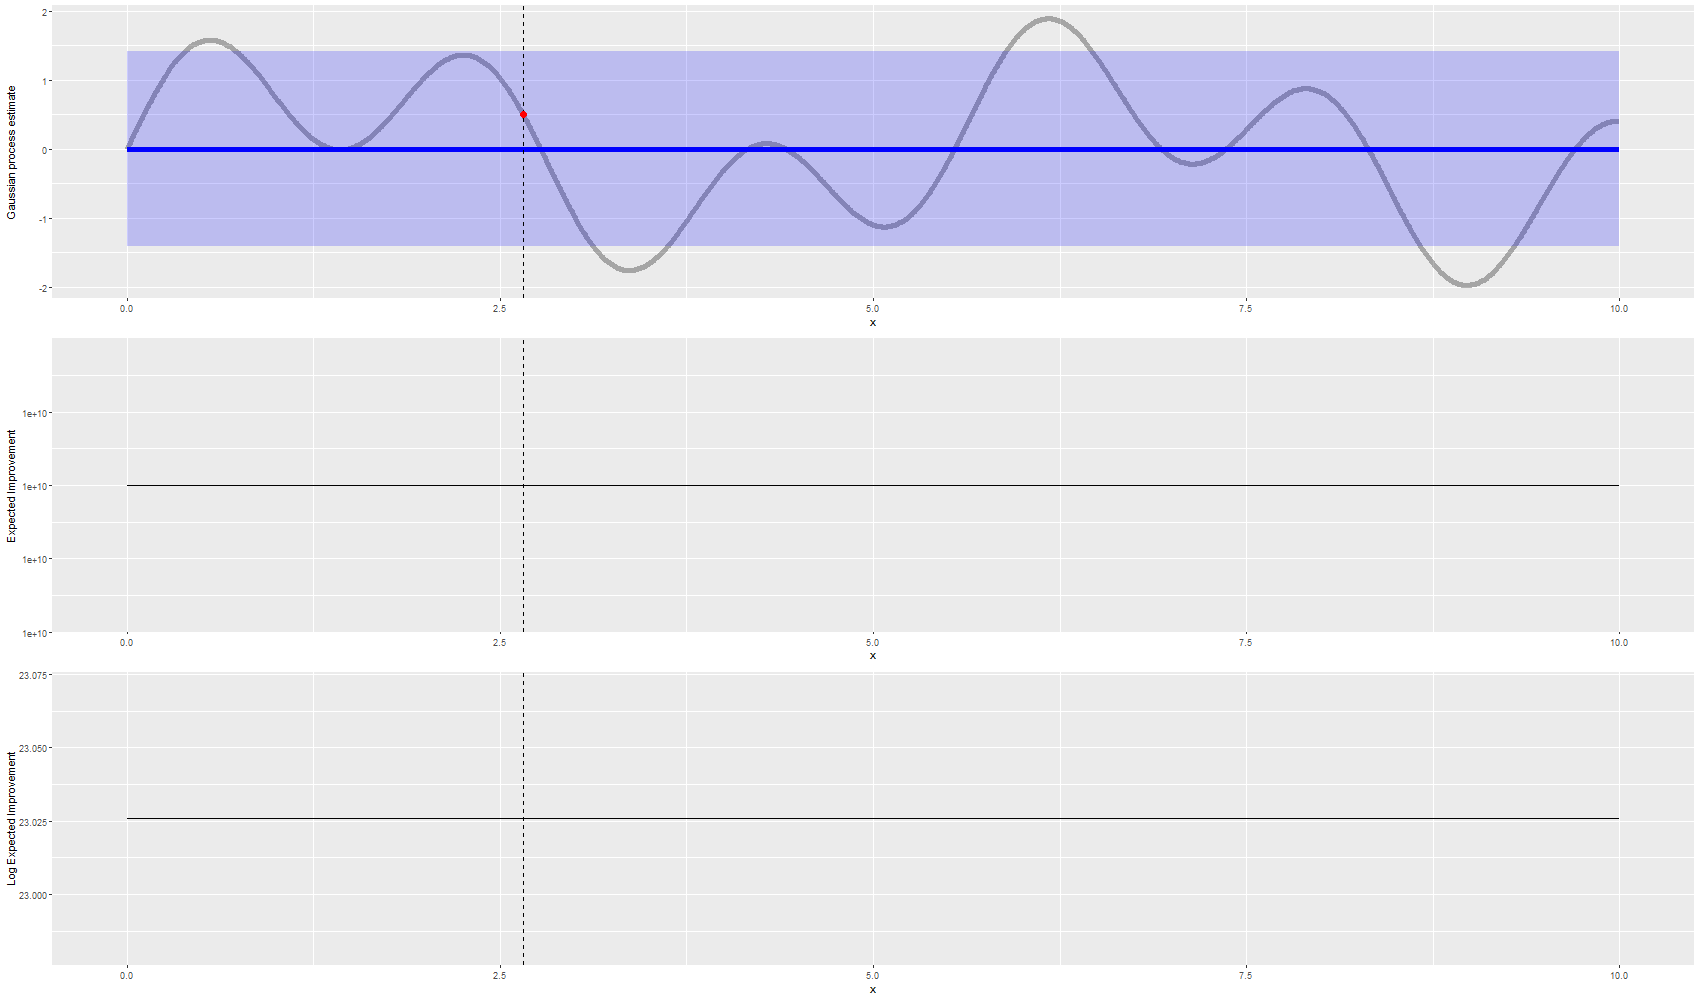 Gaussian process estimate
2
1
0
-1
-2
0.0 2.5 5.0 7.5 10.0
x
Expected Improvement
1e+10
1e+10
1e+10
1e+10
0.0 2.5 5.0 7.5 10.0
x
Log Expected Improvement
23.075
23.050
23.025
23.000
0.0 2.5 5.0 7.5 10.0
x